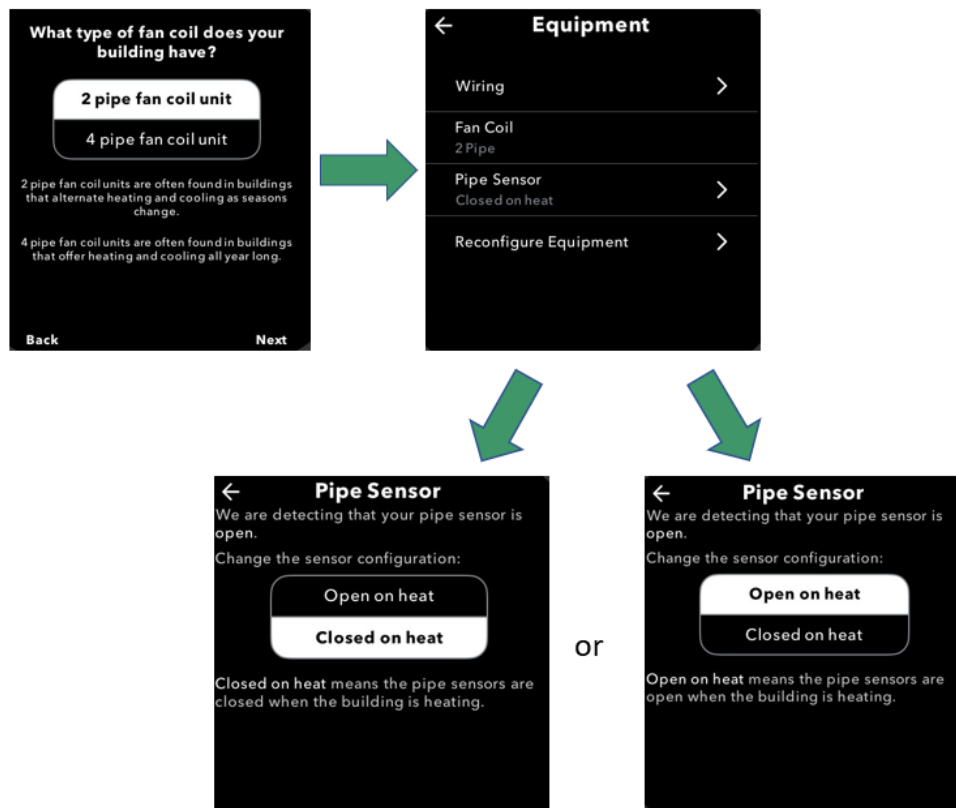 What type of fan coil does your
building have?
2 pipe fan coil unit
4 pipe fan coil unit
2 pipe fan coil units are often found in buildings
that alternate heating and cooling as seasons
change.
4 pipe fan coil units are often found in buildings
that offer heating and cooling all year long.
Back
Next
Equipment
Wiring
Fan Coil
2 Pipe
Pipe Sensor
Closed on heat
Reconfigure Equipment
Pipe Sensor
We are detecting that your pipe sensor is
open.
Change the sensor configuration:
Open on heat
Closed on heat
Closed on heat means the pipe sensors are
closed when the building is heating.
or
Pipe Sensor
We are detecting that your pipe sensor is
open.
Change the sensor configuration:
Open on heat
Closed on heat
Open on heat means the pipe sensors are
open when the building is heating.